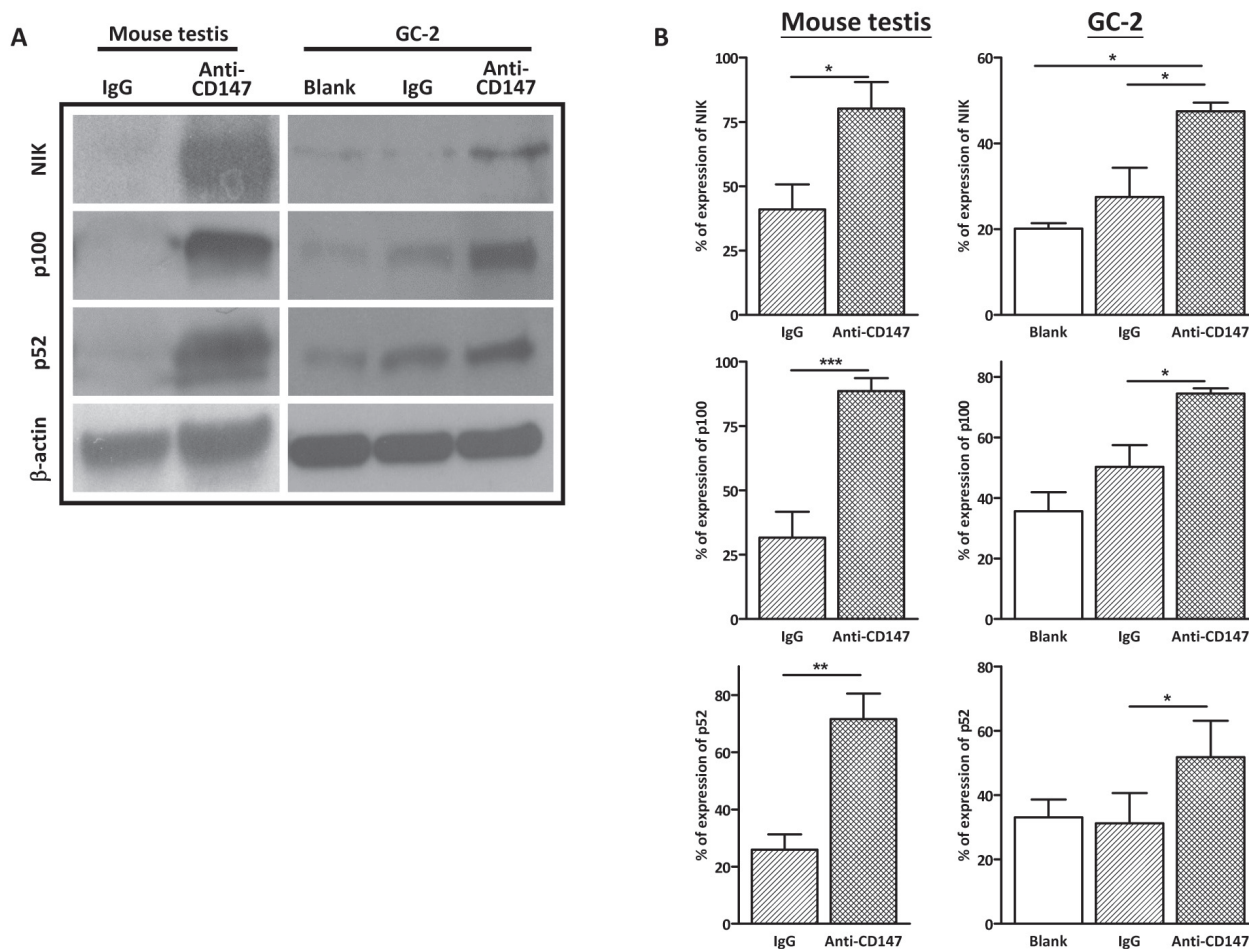 A
Mouse testis GC-2
IgG Anti-CD147 Blank IgG Anti-CD147
NIK
p100
p52
β-actin
B
Mouse testis GC-2
% of expression of NIK
100
75
50
25
0
*
IgG Anti-CD147
% of expression of NIK
60
40
20
0
*
*
Blank IgG Anti-CD147
% of expression of p100
100
75
50
25
0
***
IgG Anti-CD147
% of expression of p100
80
60
40
20
0
*
Blank IgG Anti-CD147
% of expression of p52
80
60
40
20
0
**
IgG Anti-CD147
% of expression of p52
80
60
40
20
0
*
Blank IgG Anti-CD147